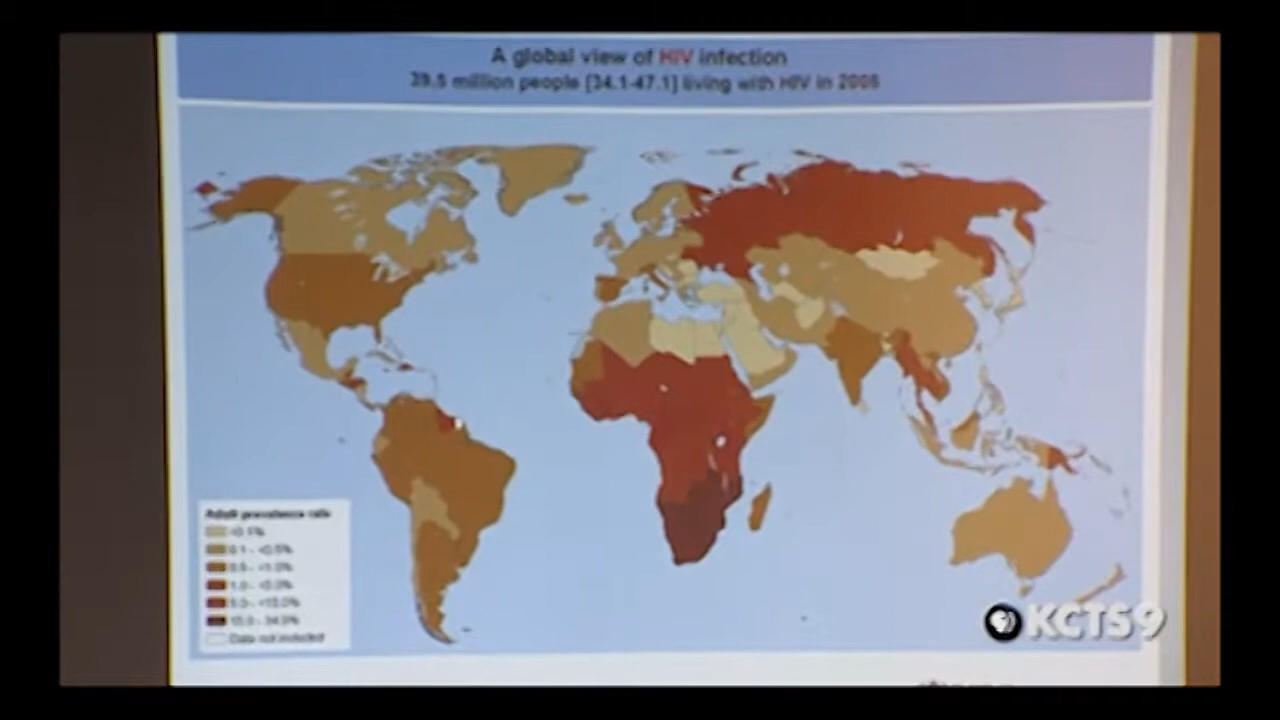 A global view of HIV infection
39.5 million people [34.1-47.1] living with HIV in 2006
Adult prevalence rate
<0.1%
0.1 - <0.5%
0.5 - <1.0%
1.0 - <5.0%
5.0 - <15.0%
15.0 - 34.0%
Data not included
KCTS9